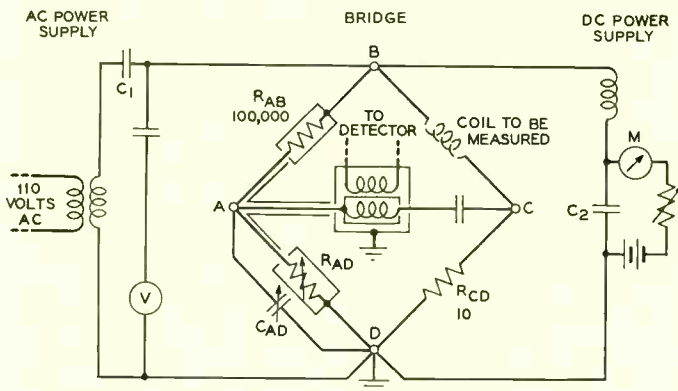 AC POWER
SUPPLY
BRIDGE
DC POWER
SUPPLY
B
C1
RAB
100,000
TO
DETECTOR
COIL TO BE
MEASURED
M
110
VOLTS
AC
A
C
C2
V
RAD
CAD
RCD
10
D